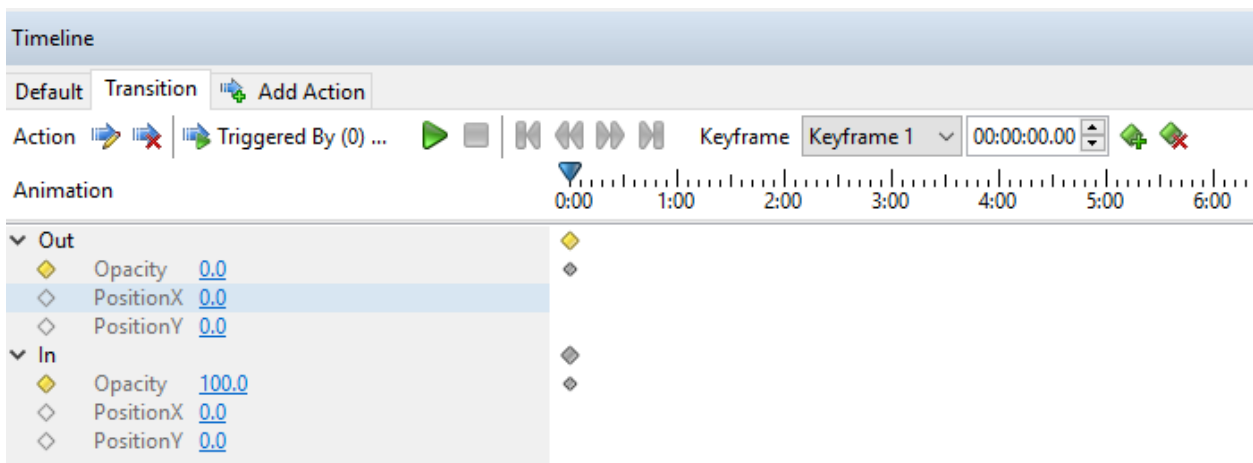 Timeline
Default Transition Add Action
Action Triggered By (0) ... Keyframe Keyframe 1 00:00:00.00
Animation 0:00 1:00 2:00 3:00 4:00 5:00 6:00
Out
Opacity 0.0
PositionX 0.0
PositionY 0.0
In
Opacity 100.0
PositionX 0.0
PositionY 0.0